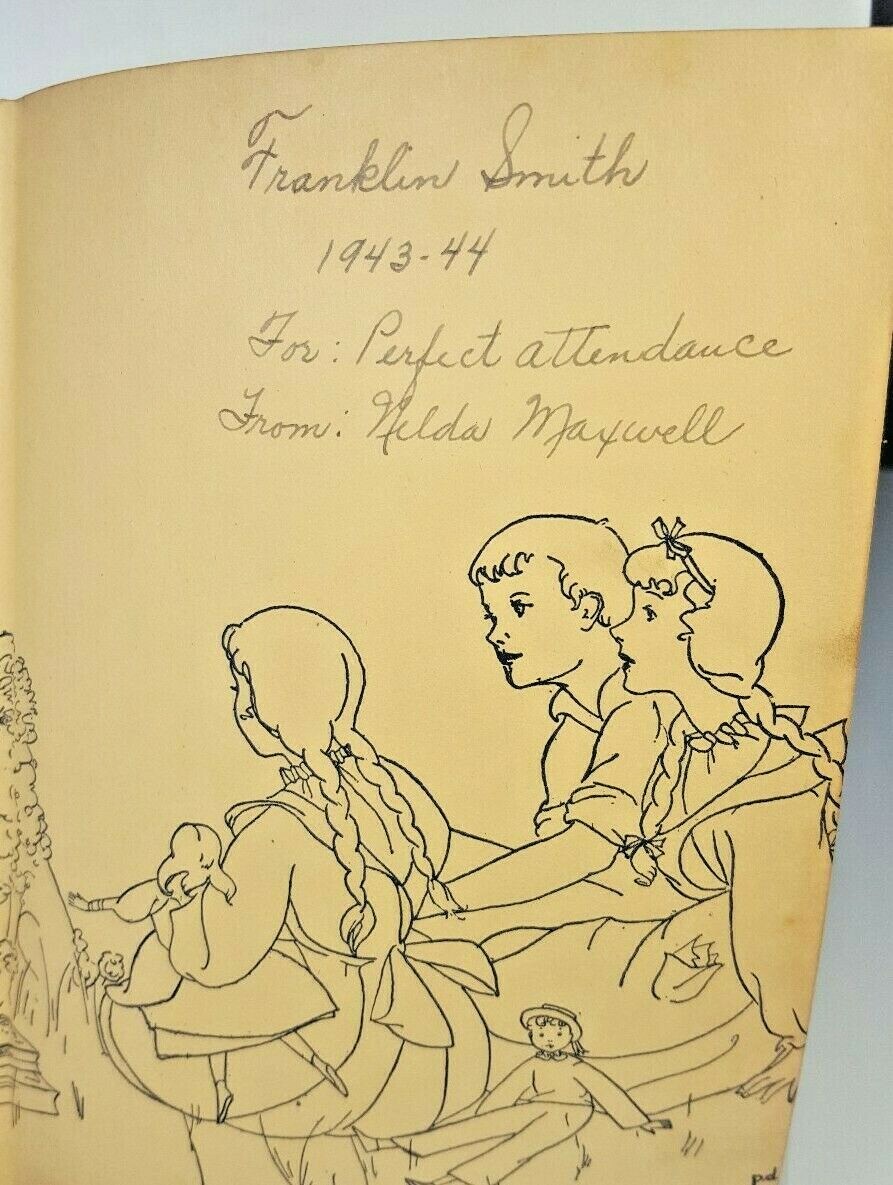 Franklin Smith
1943-44
For: Perfect attendance
From: Nelda Maxwell
p.d